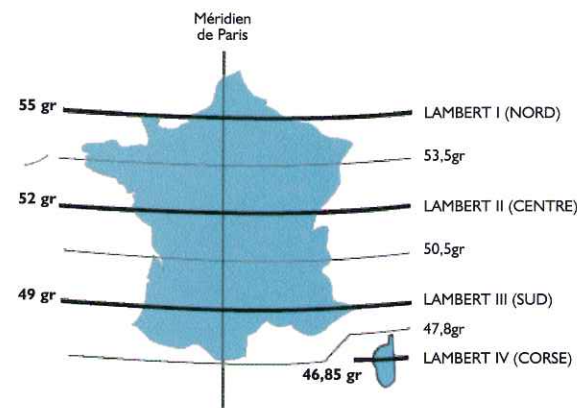 Méridien
de Paris
55 gr
LAMBERT I (NORD)
53,5gr
52 gr
LAMBERT II (CENTRE)
50,5gr
49 gr
LAMBERT III (SUD)
47,8gr
46,85 gr
LAMBERT IV (CORSE)